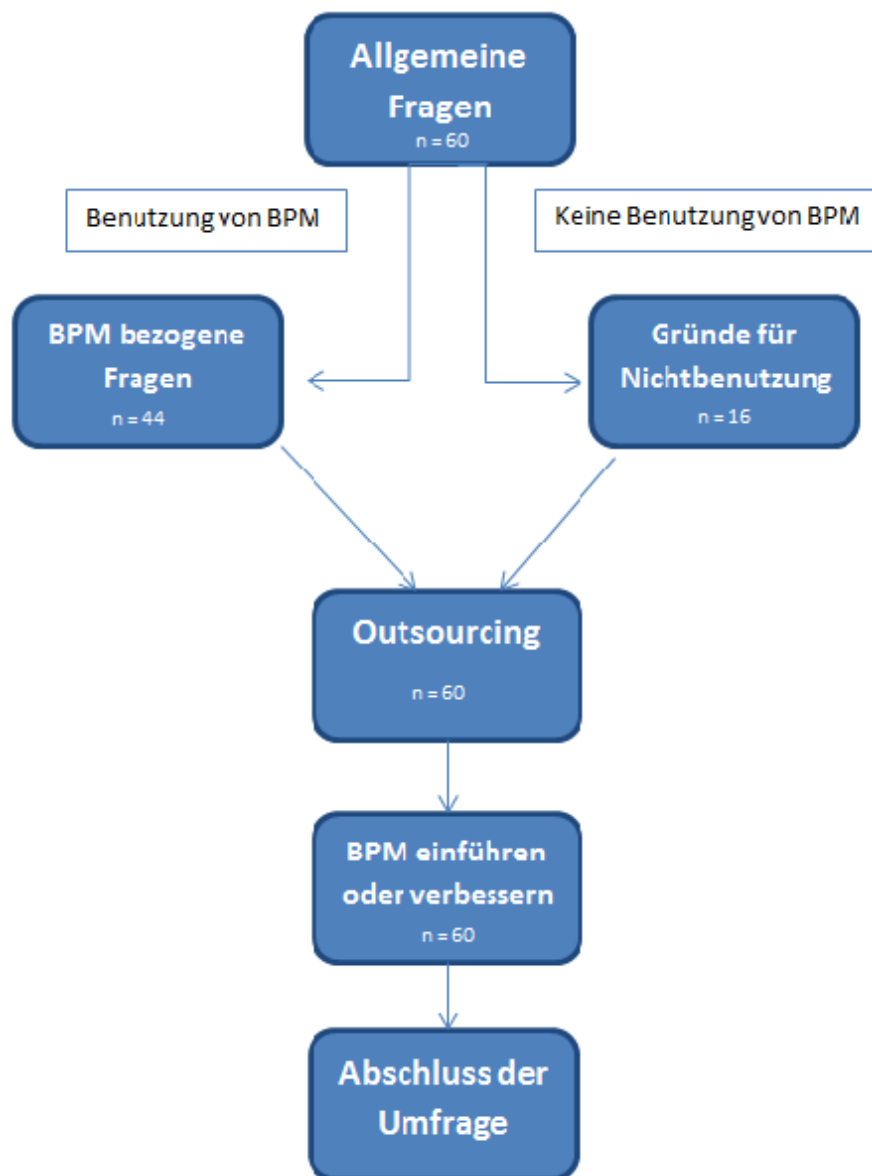 Allgemeine
Fragen
n = 60
Benutzung von BPM
Keine Benutzung von BPM
BPM bezogene
Fragen
n = 44
Gründe für
Nichtbenutzung
n = 16
Outsourcing
n = 60
BPM einführen
oder verbessern
n = 60
Abschluss der
Umfrage